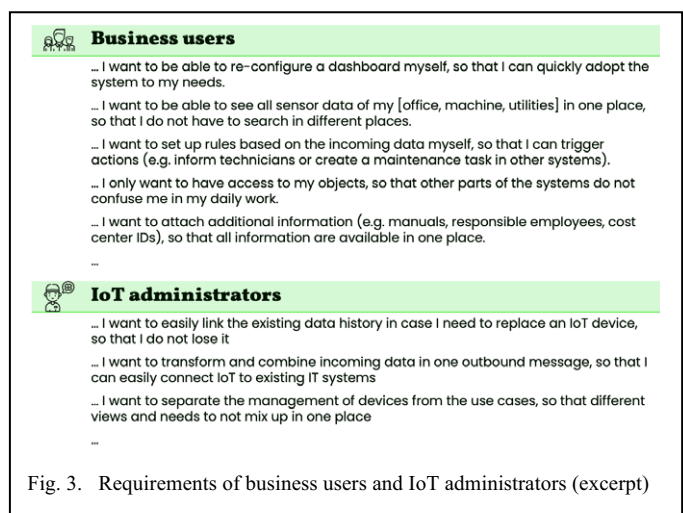 Business users
... I want to be able to re-configure a dashboard myself, so that I can quickly adopt the
system to my needs.
... I want to be able to see all sensor data of my [office, machine, utilities] in one place,
so that I do not have to search in different places.
... I want to set up rules based on the incoming data myself, so that I can trigger
actions (e.g. inform technicians or create a maintenance task in other systems).
... I only want to have access to my objects, so that other parts of the systems do not
confuse me in my daily work.
... I want to attach additional information (e.g. manuals, responsible employees, cost
center IDs), so that all information are available in one place.
...
IoT administrators
... I want to easily link the existing data history in case I need to replace an IoT device,
so that I do not lose it
... I want to transform and combine incoming data in one outbound message, so that I
can easily connect IoT to existing IT systems
... I want to separate the management of devices from the use cases, so that different
views and needs to not mix up in one place
...
Fig. 3. Requirements of business users and IoT administrators (excerpt)